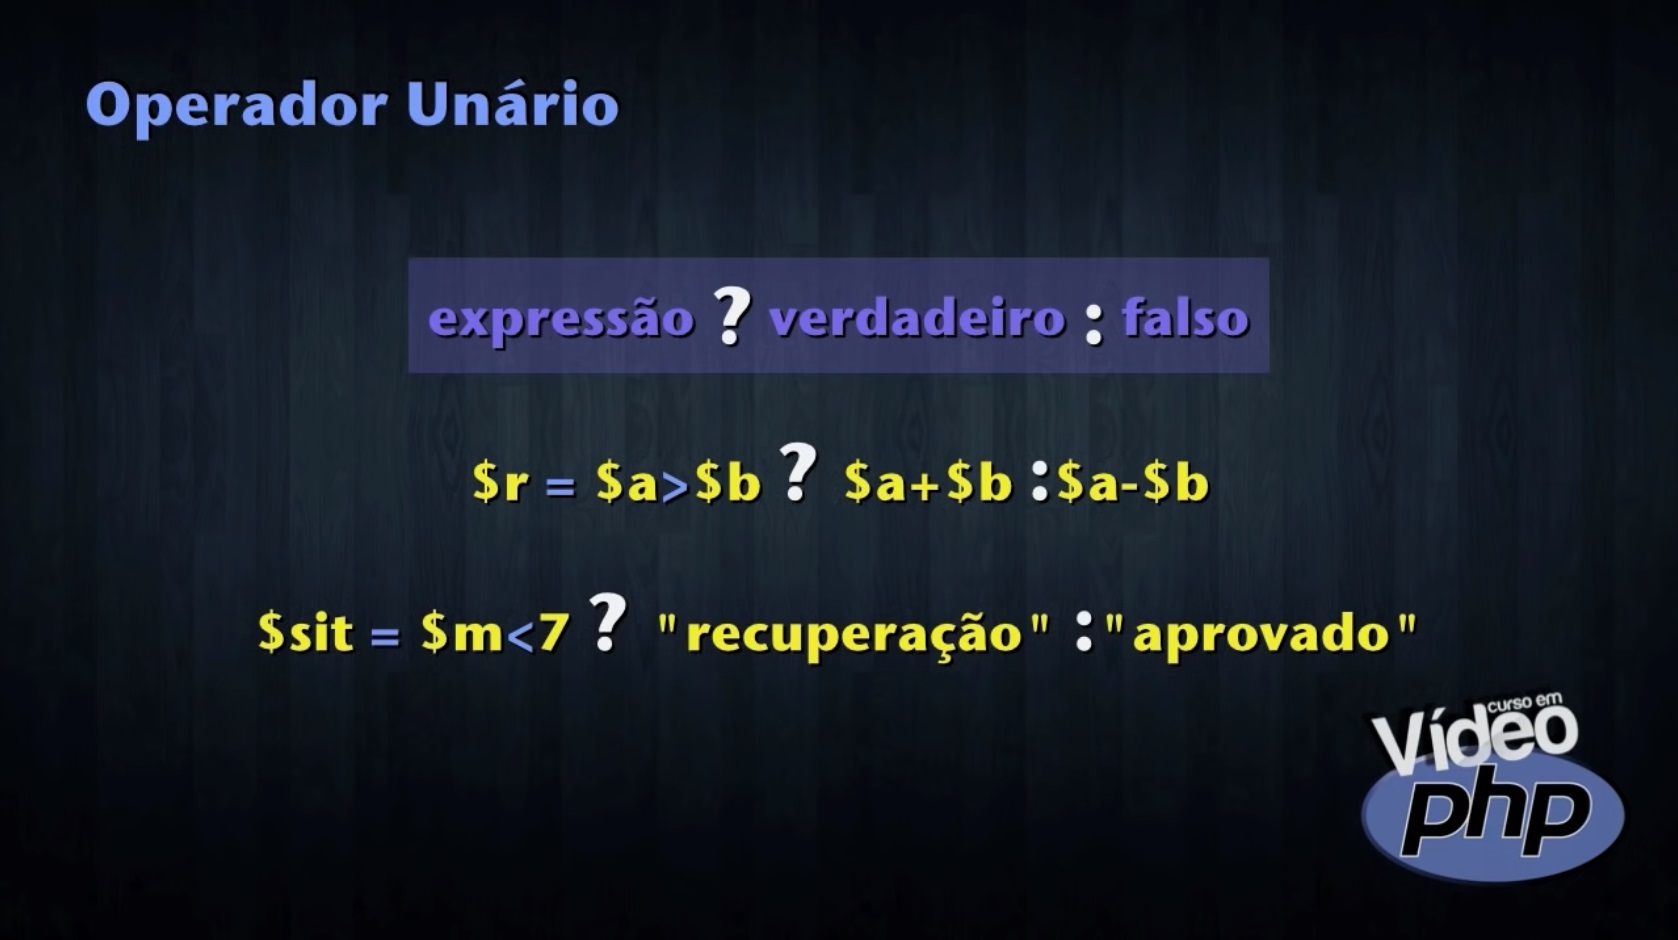 Operador Unário
expressão ? verdadeiro : falso
$r = $a>$b ? $a+$b :$a-$b
$sit = $m<7 ? "recuperação" :"aprovado"
curso em
Vídeo
php